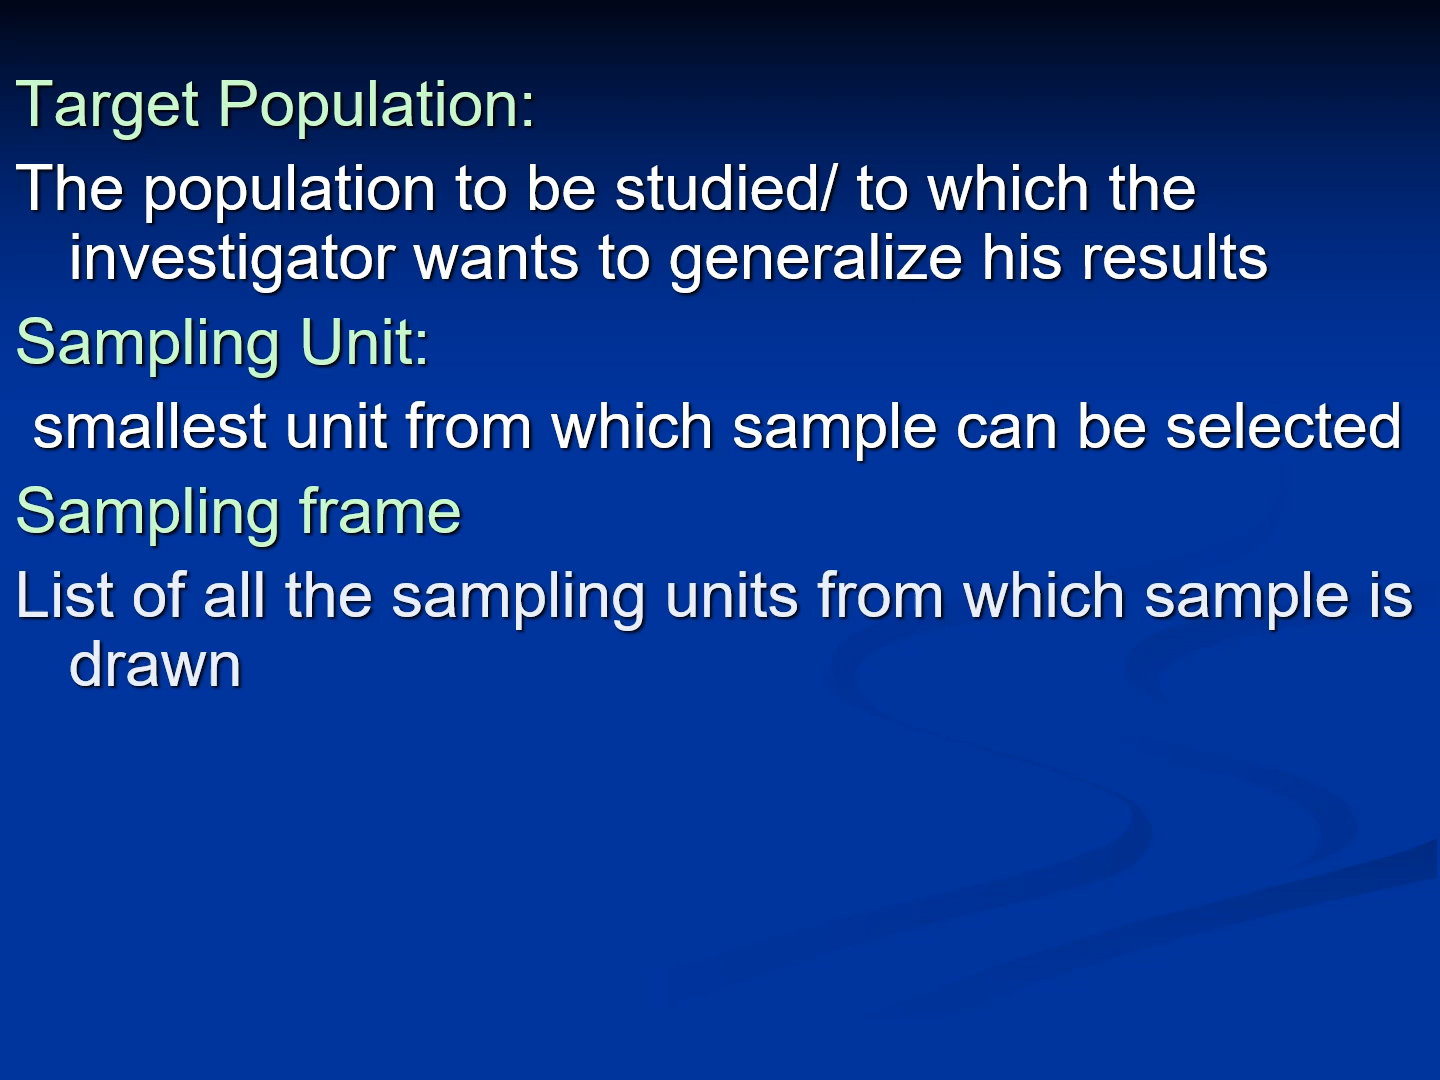 Target Population:
The population to be studied/ to which the
investigator wants to generalize his results
Sampling Unit:
smallest unit from which sample can be selected
Sampling frame
List of all the sampling units from which sample is
drawn